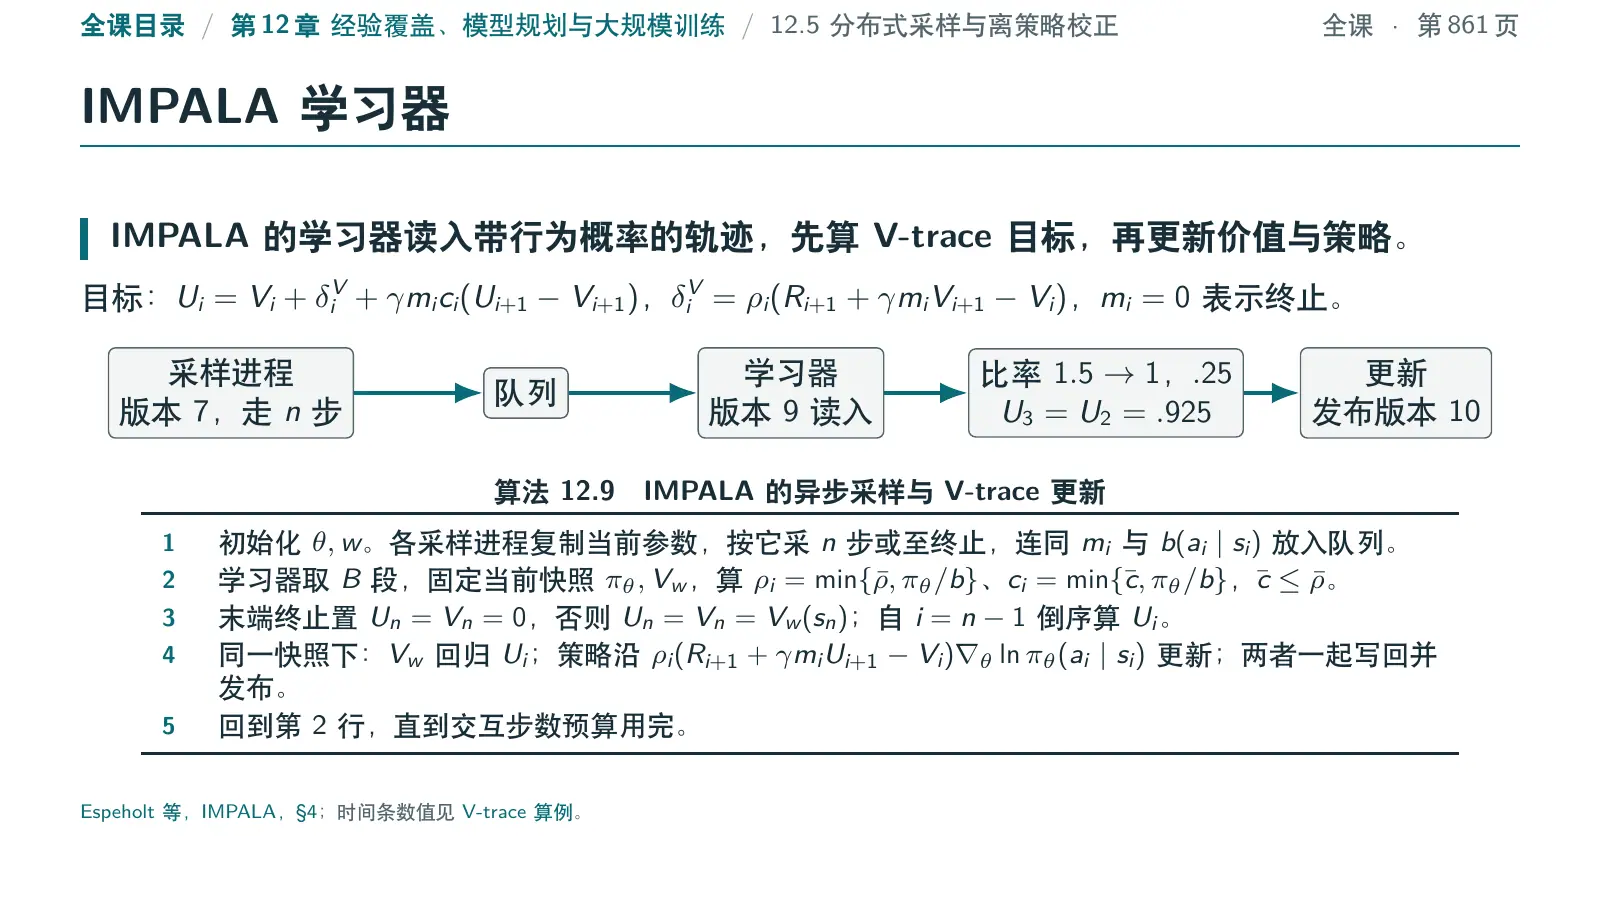 全课目录 / 第 12 章 经验覆盖、模型规划与大规模训练 / 12.5 分布式采样与离策略校正 全课 · 第 861 页
IMPALA 学习器
IMPALA 的学习器读入带行为概率的轨迹，先算 V-trace 目标，再更新价值与策略。
目标：U_i = V_i + δ_i^V + γm_ic_i(U_{i+1} − V_{i+1})，δ_i^V = ρ_i(R_{i+1} + γm_iV_{i+1} − V_i)，m_i = 0 表示终止。
采样进程
版本 7，走 n 步
队列
学习器
版本 9 读入
比率 1.5 → 1，.25
U_3 = U_2 = .925
更新
发布版本 10
算法 12.9 IMPALA 的异步采样与 V-trace 更新
1 初始化 θ, w。各采样进程复制当前参数，按它采 n 步或至终止，连同 m_i 与 b(a_i | s_i) 放入队列。
2 学习器取 B 段，固定当前快照 π_θ, V_w，算 ρ_i = min{ρ̄, π_θ/b}、c_i = min{c̄, π_θ/b}，c̄ ≤ ρ̄。
3 末端终止置 U_n = V_n = 0，否则 U_n = V_n = V_w(s_n)；自 i = n − 1 倒序算 U_i。
4 同一快照下：V_w 回归 U_i；策略沿 ρ_i(R_{i+1} + γm_iU_{i+1} − V_i)∇_θ ln π_θ(a_i | s_i) 更新；两者一起写回并
发布。
5 回到第 2 行，直到交互步数预算用完。
Espeholt 等，IMPALA，§4；时间条数值见 V-trace 算例。